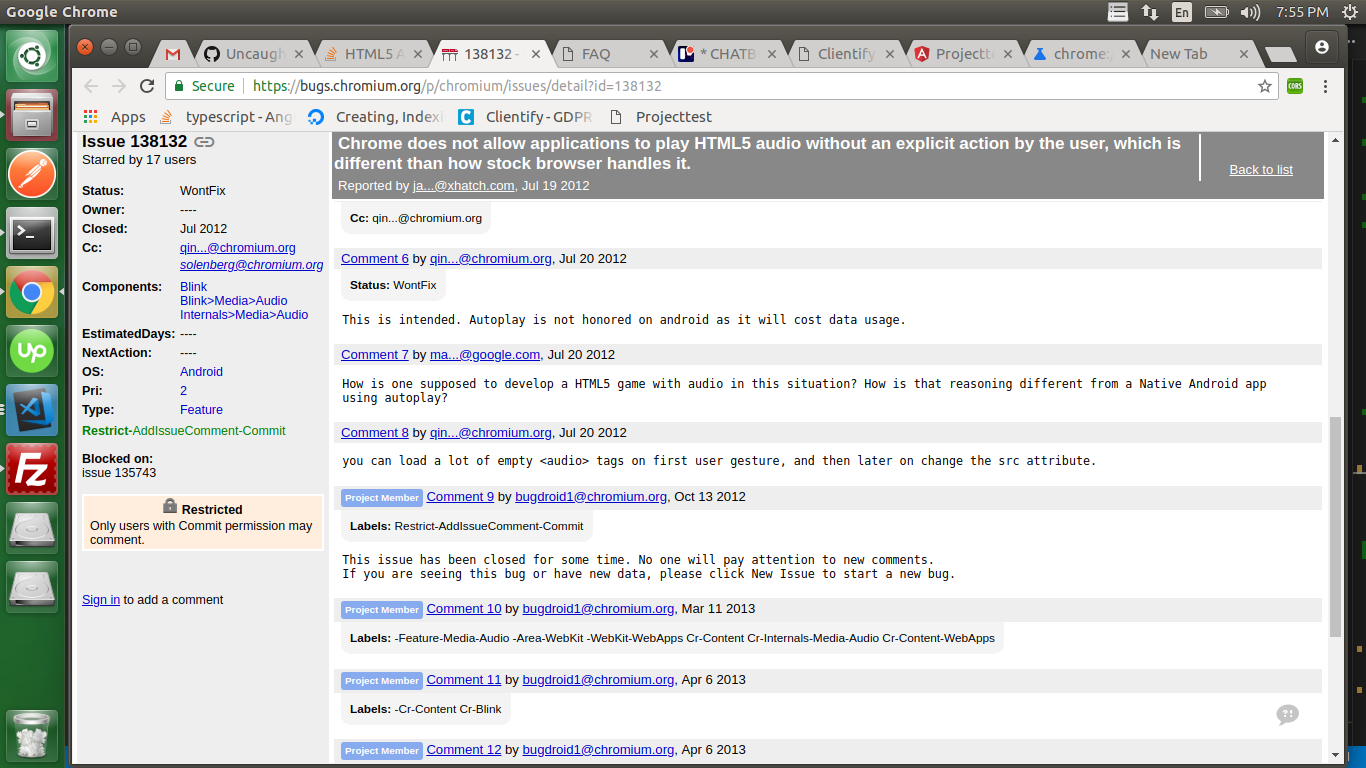 Google Chrome
En
7:55 PM
Uncaugh
HTML5 A
138132 -
FAQ
* CHATB
Clientify
Projectte
chrome:
New Tab
Secure
https://bugs.chromium.org/p/chromium/issues/detail?id=138132
CORS
Apps
typescript - Ang
Creating, Indexi
Clientify - GDPR
Projecttest
Issue 138132
Starred by 17 users
Status: WontFix
Owner: ----
Closed: Jul 2012
Cc: qin...@chromium.org
solenberg@chromium.org
Components: Blink
Blink>Media>Audio
Internals>Media>Audio
EstimatedDays: ----
NextAction: ----
OS: Android
Pri: 2
Type: Feature
Restrict-AddIssueComment-Commit
Blocked on:
issue 135743
Restricted
Only users with Commit permission may
comment.
Sign in to add a comment
Chrome does not allow applications to play HTML5 audio without an explicit action by the user, which is
different than how stock browser handles it.
Reported by ja...@xhatch.com, Jul 19 2012
Back to list
Cc: qin...@chromium.org
Comment 6 by qin...@chromium.org, Jul 20 2012
Status: WontFix
This is intended. Autoplay is not honored on android as it will cost data usage.
Comment 7 by ma...@google.com, Jul 20 2012
How is one supposed to develop a HTML5 game with audio in this situation? How is that reasoning different from a Native Android app
using autoplay?
Comment 8 by qin...@chromium.org, Jul 20 2012
you can load a lot of empty <audio> tags on first user gesture, and then later on change the src attribute.
Project Member Comment 9 by bugdroid1@chromium.org, Oct 13 2012
Labels: Restrict-AddIssueComment-Commit
This issue has been closed for some time. No one will pay attention to new comments.
If you are seeing this bug or have new data, please click New Issue to start a new bug.
Project Member Comment 10 by bugdroid1@chromium.org, Mar 11 2013
Labels: -Feature-Media-Audio -Area-WebKit -WebKit-WebApps Cr-Content Cr-Internals-Media-Audio Cr-Content-WebApps
Project Member Comment 11 by bugdroid1@chromium.org, Apr 6 2013
Labels: -Cr-Content Cr-Blink
?!
Project Member Comment 12 by bugdroid1@chromium.org, Apr 6 2013
up
Fz